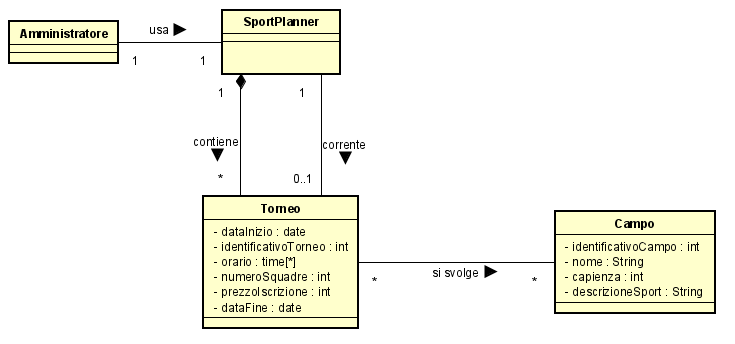 Amministratore
usa
1
1
SportPlanner
1
1
contiene
corrente
*
0..1
Torneo
- dataInizio : date
- identificativoTorneo : int
- orario : time[*]
- numeroSquadre : int
- prezzoIscrizione : int
- dataFine : date
*
si svolge
*
Campo
- identificativoCampo : int
- nome : String
- capienza : int
- descrizioneSport : String